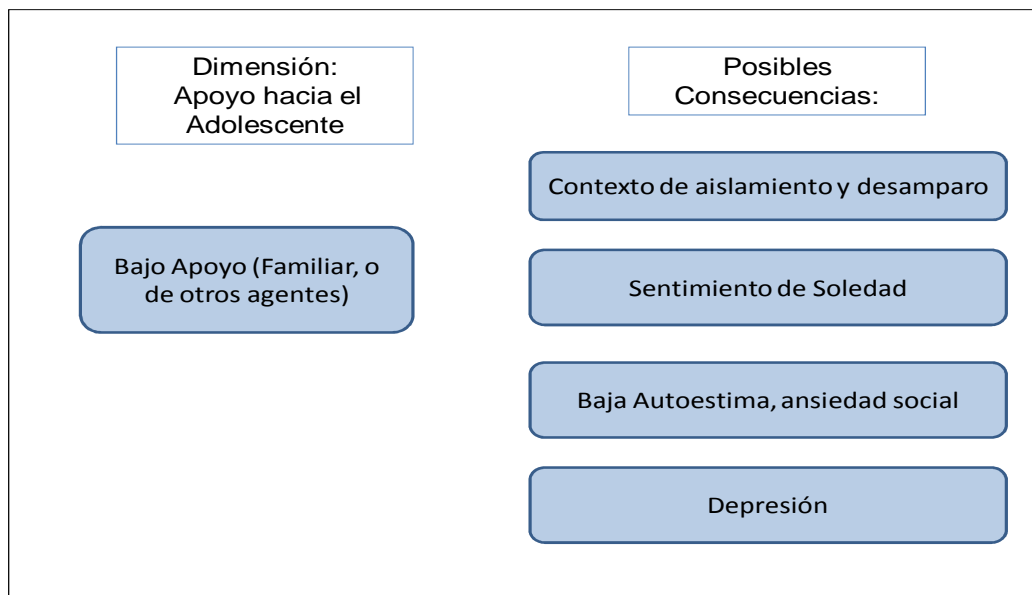 Dimensión:
Apoyo hacia el
Adolescente
Bajo Apoyo (Familiar, o
de otros agentes)
Posibles
Consecuencias:
Contexto de aislamiento y desamparo
Sentimiento de Soledad
Baja Autoestima, ansiedad social
Depresión